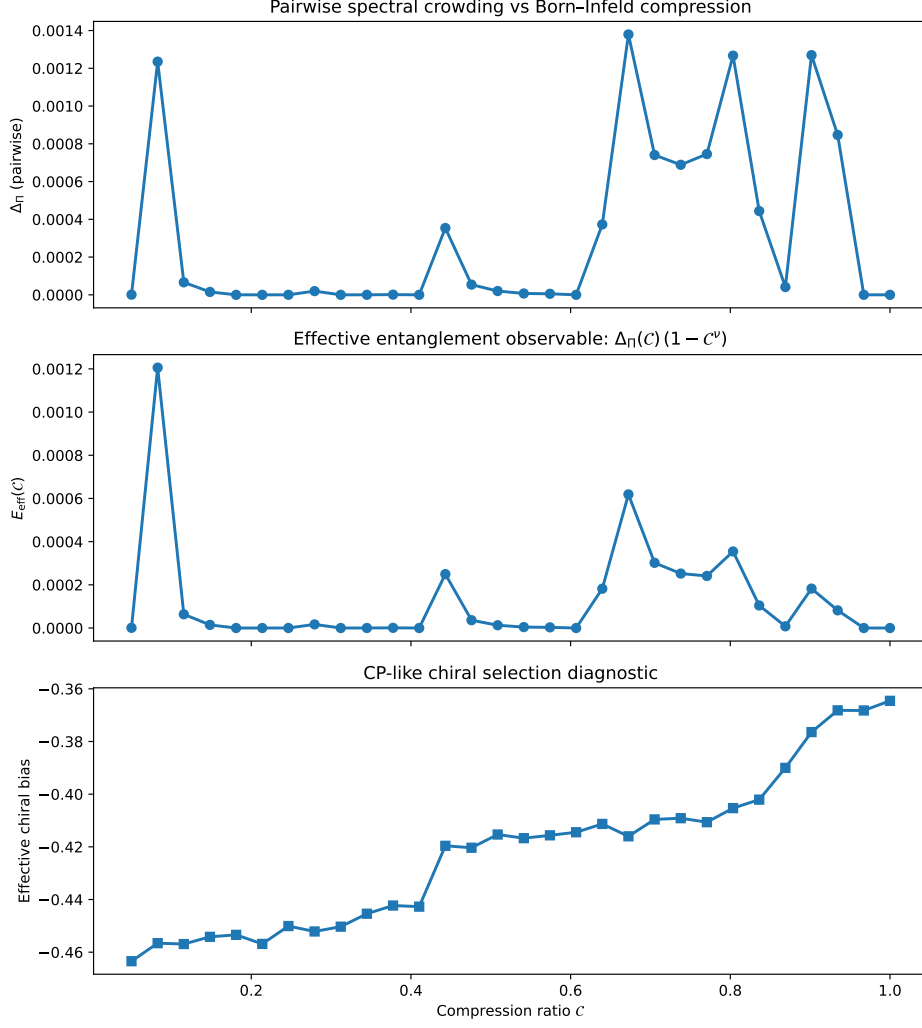 Pairwise spectral crowding vs Born–Infeld compression
0.0014
0.0012
0.0010
0.0008
0.0006
0.0004
0.0002
0.0000
Δ_Π (pairwise)
Effective entanglement observable: Δ_Π(𝒞) (1 − 𝒞^ν)
0.0012
0.0010
0.0008
0.0006
0.0004
0.0002
0.0000
E_eff(𝒞)
CP-like chiral selection diagnostic
−0.36
−0.38
−0.40
−0.42
−0.44
−0.46
Effective chiral bias
0.2 0.4 0.6 0.8 1.0
Compression ratio 𝒞